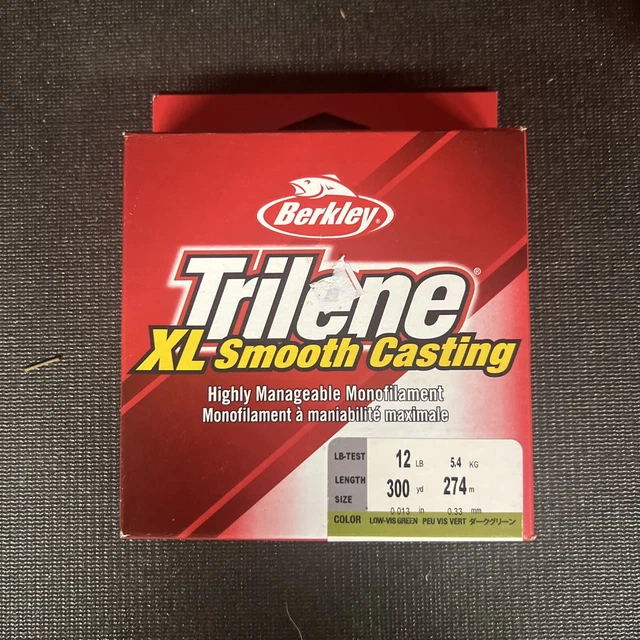 Berkley®
Trilene®
XL Smooth Casting
Highly Manageable Monofilament
Monofilament à maniabilité maximale
LB-TEST 12 LB 5.4 KG
LENGTH 300 yd 274 m
SIZE 0.013 in 0.33 mm
COLOR LOW-VIS GREEN PEU VIS VERT ダークグリーン